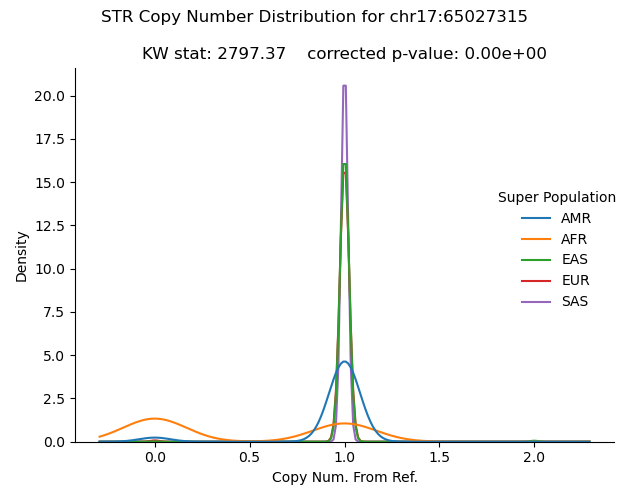 STR Copy Number Distribution for chr17:65027315
KW stat: 2797.37    corrected p-value: 0.00e+00
20.0
17.5
15.0
12.5
10.0
7.5
5.0
2.5
0.0
Density
0.0 0.5 1.0 1.5 2.0
Copy Num. From Ref.
Super Population
AMR
AFR
EAS
EUR
SAS